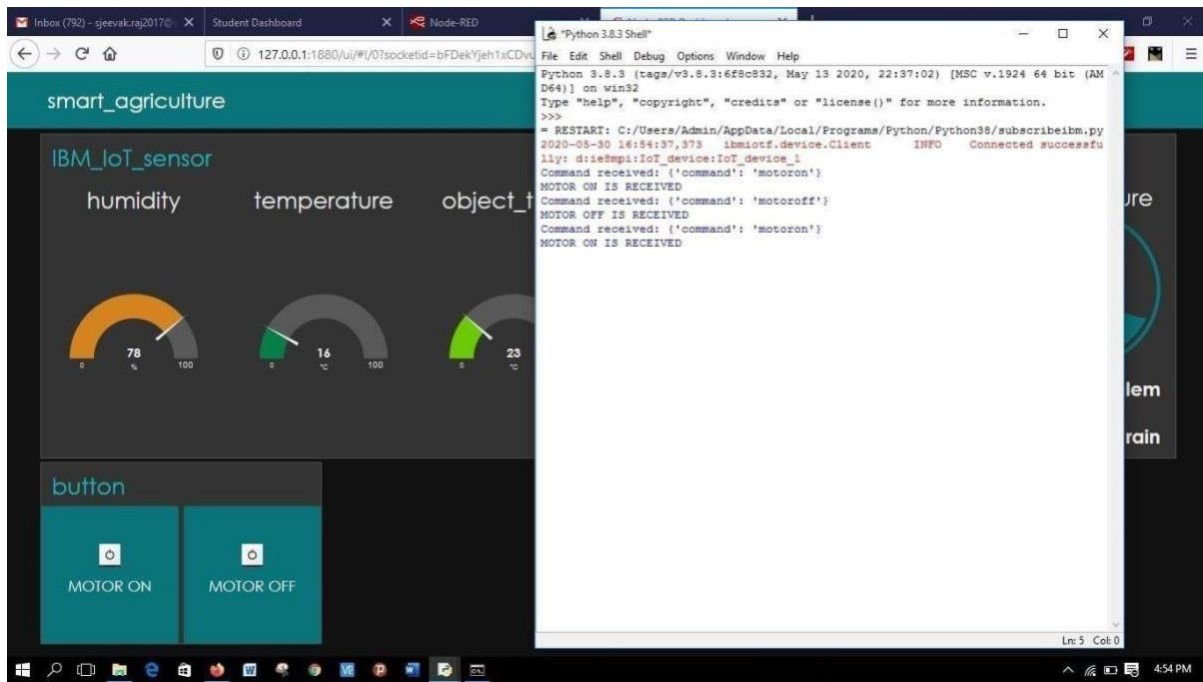 Inbox (792) - sjeevak.raj2017@
Student Dashboard
Node-RED
127.0.0.1:1880/ui/#!/0?socketid=bFDekYjeh1xCDvu
smart_agriculture
IBM_IoT_sensor
humidity
temperature
object_t
ure
78
%
0
100
16
℃
0
100
23
℃
0
lem
rain
button
MOTOR ON
MOTOR OFF
*Python 3.8.3 Shell*
File Edit Shell Debug Options Window Help
Python 3.8.3 (tags/v3.8.3:6f8c832, May 13 2020, 22:37:02) [MSC v.1924 64 bit (AM
D64)] on win32
Type "help", "copyright", "credits" or "license()" for more information.
>>>
= RESTART: C:/Users/Admin/AppData/Local/Programs/Python/Python38/subscribeibm.py
2020-05-30 16:54:37,373 ibmiotf.device.Client INFO Connected successfu
lly: d:ie8mpi:IoT_device:IoT_device_1
Command received: {'command': 'motoron'}
MOTOR ON IS RECEIVED
Command received: {'command': 'motoroff'}
MOTOR OFF IS RECEIVED
Command received: {'command': 'motoron'}
MOTOR ON IS RECEIVED
Ln: 5 Col: 0
4:54 PM